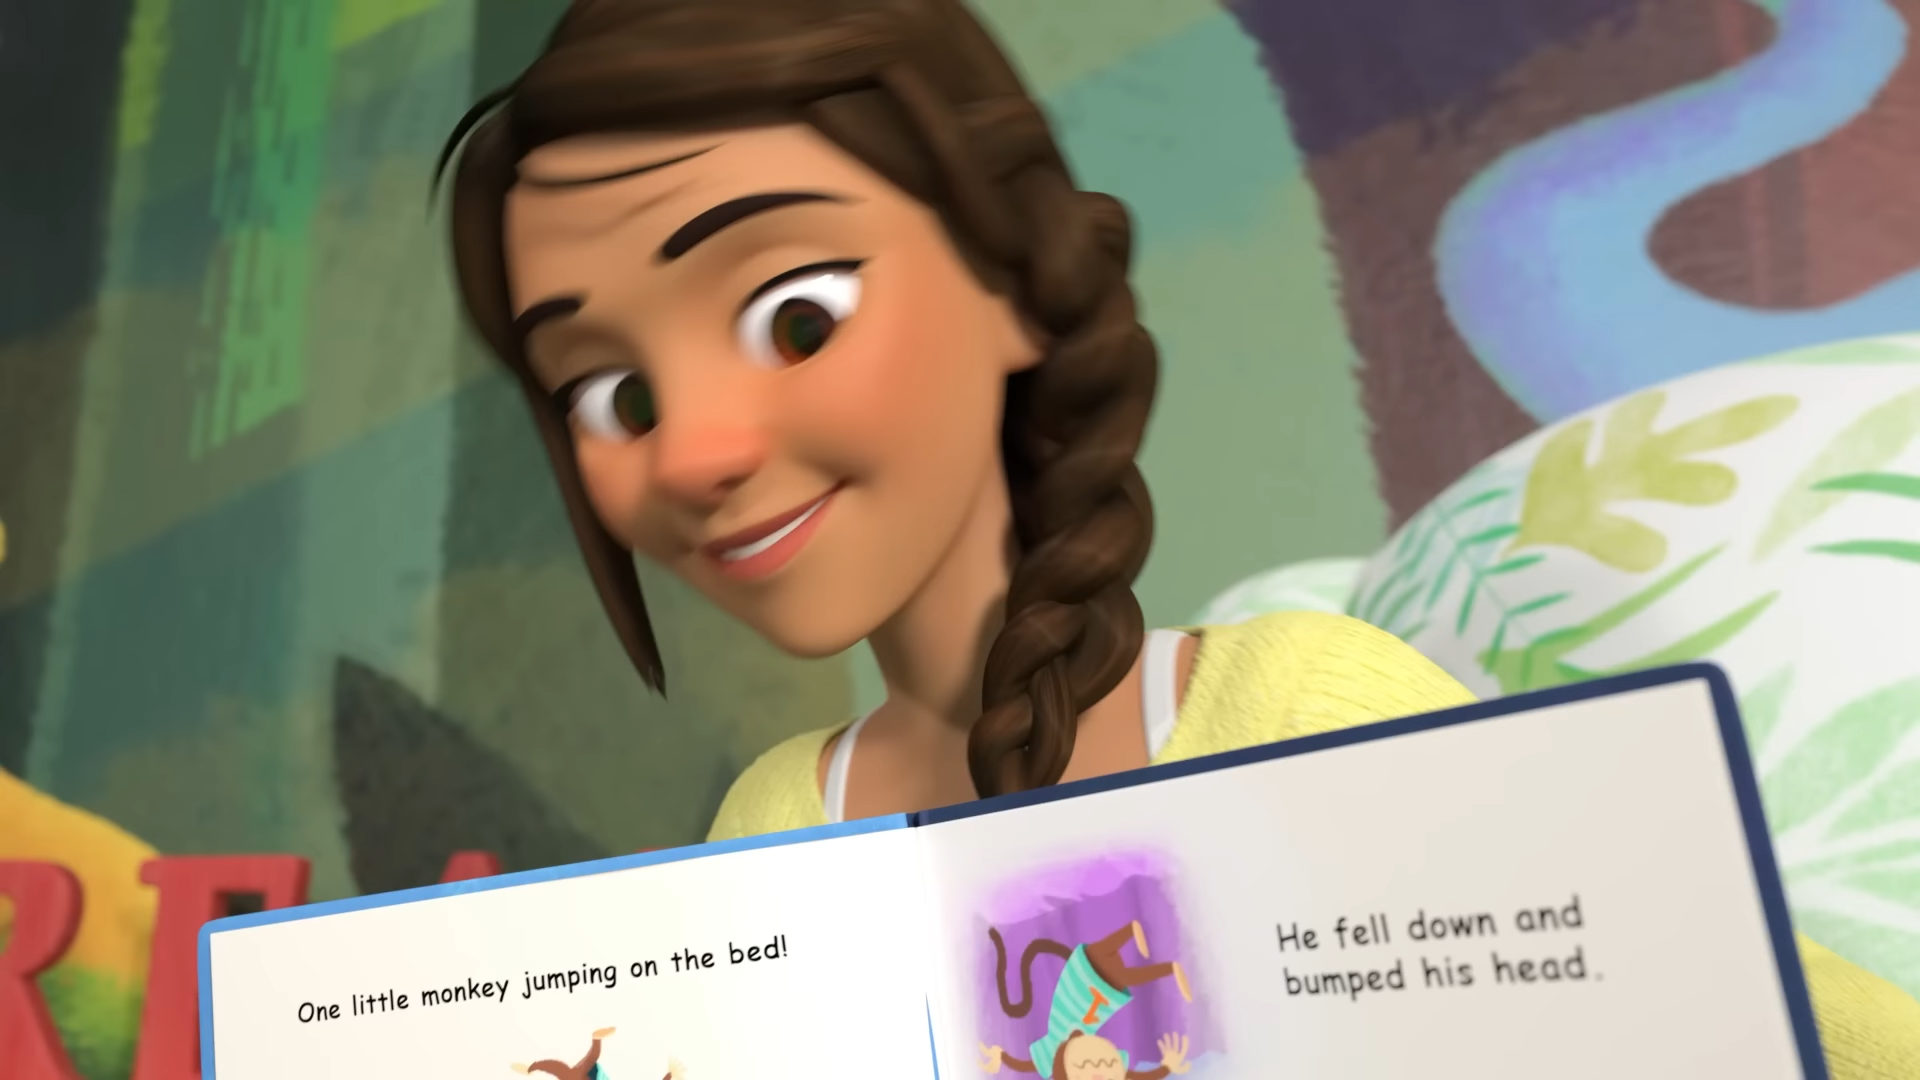 One little monkey jumping on the bed!
He fell down and
bumped his head.